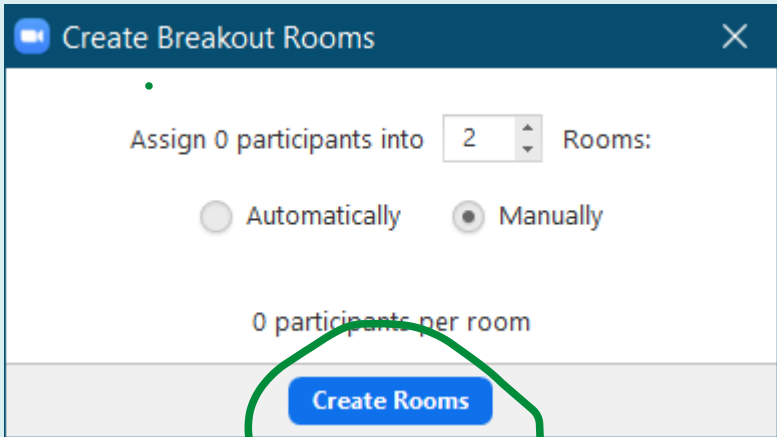 Create Breakout Rooms
Assign 0 participants into 2 Rooms:
Automatically Manually
0 participants per room
Create Rooms